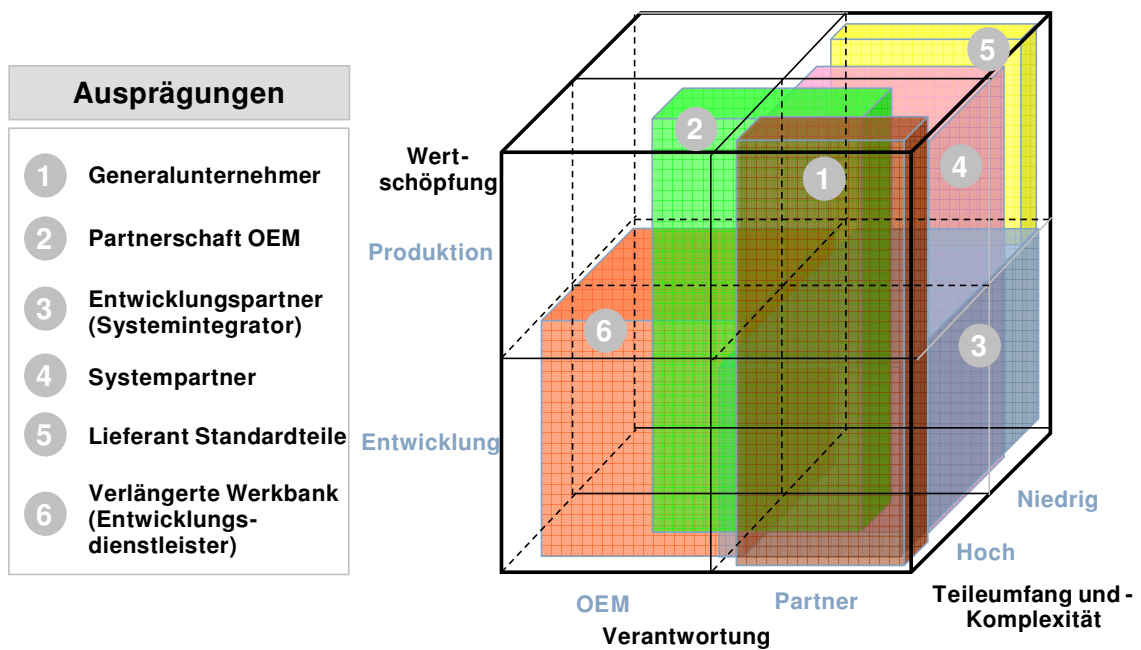 Ausprägungen
1 Generalunternehmer
2 Partnerschaft OEM
3 Entwicklungspartner
(Systemintegrator)
4 Systempartner
5 Lieferant Standardteile
6 Verlängerte Werkbank
(Entwicklungs-
dienstleister)
Wert-
schöpfung
Produktion
Entwicklung
5
2
4
1
6
3
OEM
Partner
Verantwortung
Niedrig
Hoch
Teileumfang und -
Komplexität